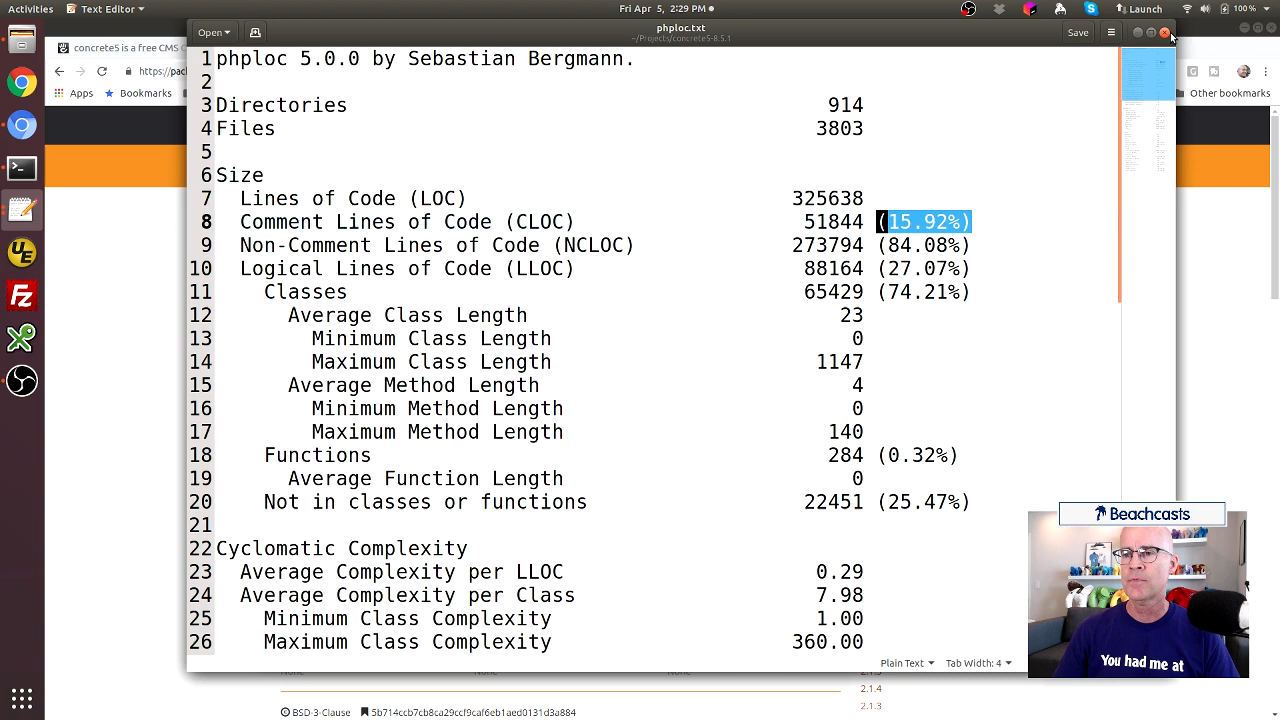 Activities
Text Editor
Fri Apr 5, 2:29 PM
Launch
100%
concrete5 is a free CMS
https://pac
Apps
Bookmarks
Other bookmarks
Open
phploc.txt
~/Projects/concrete5-8.5.1
Save
1 phploc 5.0.0 by Sebastian Bergmann.
2
3 Directories 914
4 Files 3803
5
6 Size
7 Lines of Code (LOC) 325638
8 Comment Lines of Code (CLOC) 51844 (15.92%)
9 Non-Comment Lines of Code (NCLOC) 273794 (84.08%)
10 Logical Lines of Code (LLOC) 88164 (27.07%)
11 Classes 65429 (74.21%)
12 Average Class Length 23
13 Minimum Class Length 0
14 Maximum Class Length 1147
15 Average Method Length 4
16 Minimum Method Length 0
17 Maximum Method Length 140
18 Functions 284 (0.32%)
19 Average Function Length 0
20 Not in classes or functions 22451 (25.47%)
21
22 Cyclomatic Complexity
23 Average Complexity per LLOC 0.29
24 Average Complexity per Class 7.98
25 Minimum Class Complexity 1.00
26 Maximum Class Complexity 360.00
Plain Text
Tab Width: 4
Beachcasts
You had me at
None None None
2.1.4
2.1.3
BSD-3-Clause
5b714ccb7cb8ca29ccf9caf6eb1aed0131d3a884